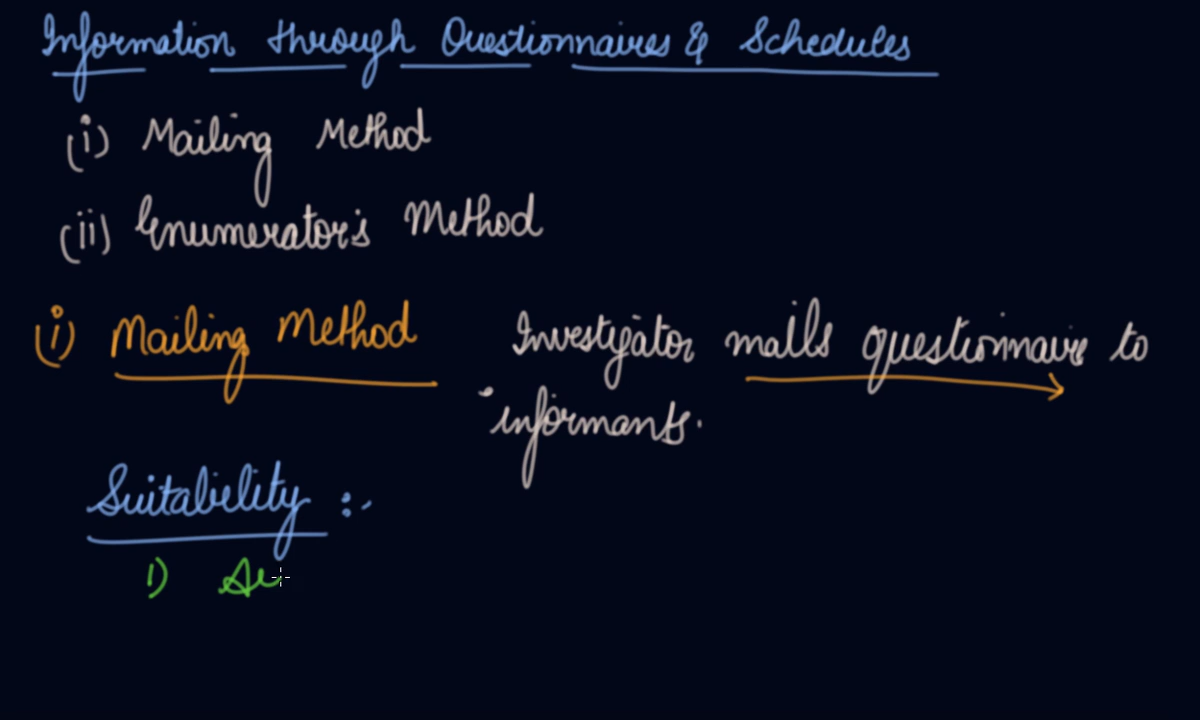 Information through Questionnaires & Schedules
(i) Mailing Method
(ii) Enumerator's Method
(i) Mailing Method Investigator mails questionnaire to
informants.
Suitability :-
1)